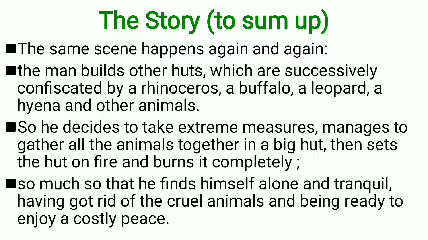 The Story (to sum up)
■The same scene happens again and again:
■the man builds other huts, which are successively
confiscated by a rhinoceros, a buffalo, a leopard, a
hyena and other animals.
■So he decides to take extreme measures, manages to
gather all the animals together in a big hut, then sets
the hut on fire and burns it completely ;
■so much so that he finds himself alone and tranquil,
having got rid of the cruel animals and being ready to
enjoy a costly peace.